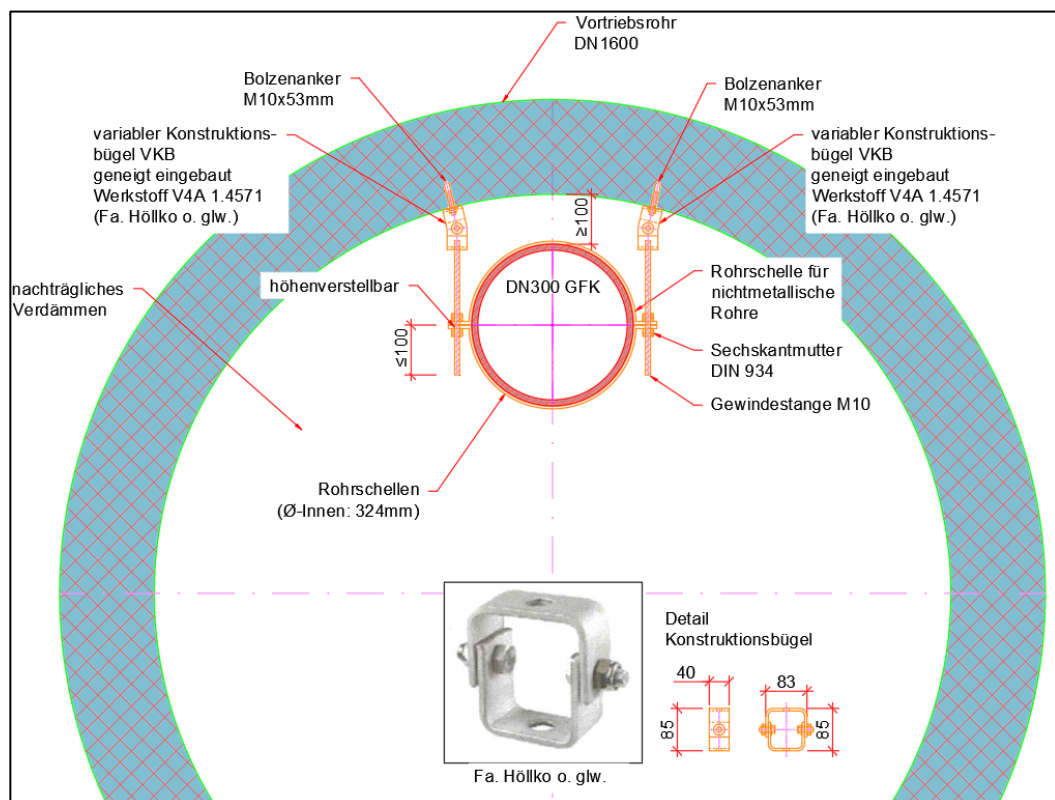 Vortriebsrohr
DN1600
Bolzenanker
M10x53mm
Bolzenanker
M10x53mm
variabler Konstruktions-
bügel VKB
geneigt eingebaut
Werkstoff V4A 1.4571
(Fa. Höllko o. glw.)
variabler Konstruktions-
bügel VKB
geneigt eingebaut
Werkstoff V4A 1.4571
(Fa. Höllko o. glw.)
≥100
nachträgliches
Verdämmen
höhenverstellbar
DN300 GFK
Rohrschelle für
nichtmetallische
Rohre
≤100
Sechskantmutter
DIN 934
Gewindestange M10
Rohrschellen
(Ø-Innen: 324mm)
Detail
Konstruktionsbügel
40
83
85
85
Fa. Höllko o. glw.